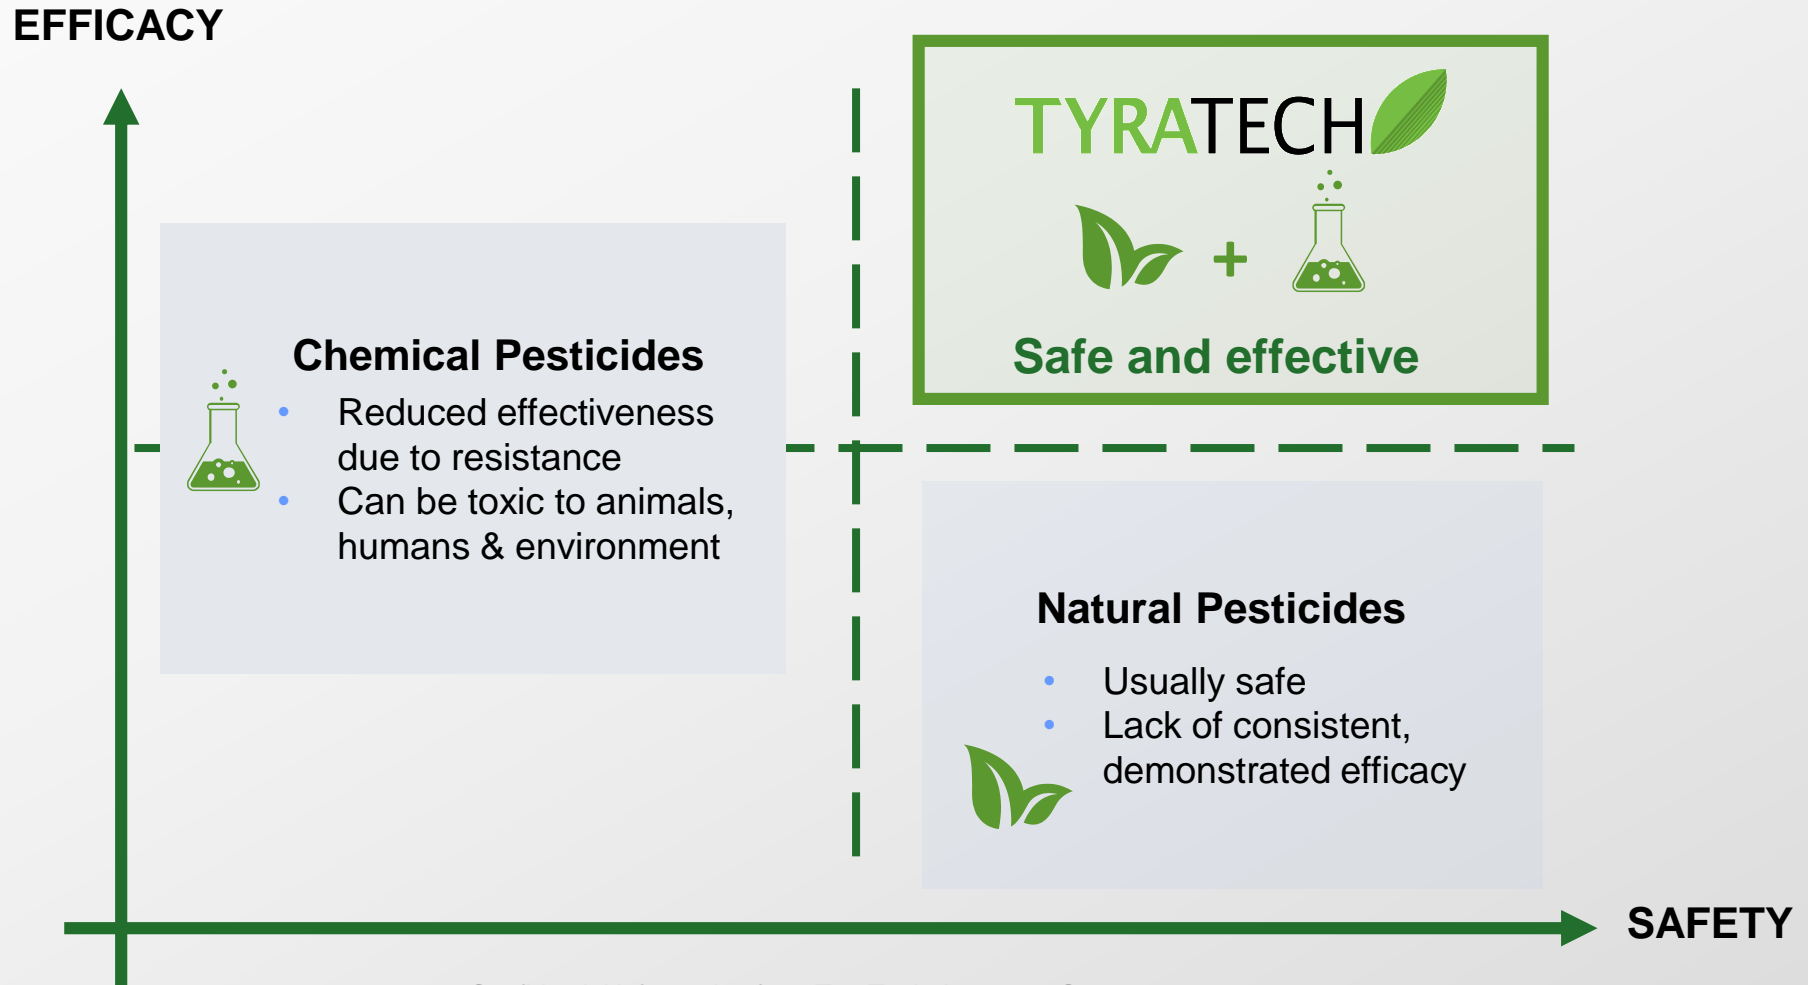 EFFICACY
TYRATECH
+
Safe and effective
Chemical Pesticides
• Reduced effectiveness
due to resistance
• Can be toxic to animals,
humans & environment
Natural Pesticides
• Usually safe
• Lack of consistent,
demonstrated efficacy
SAFETY